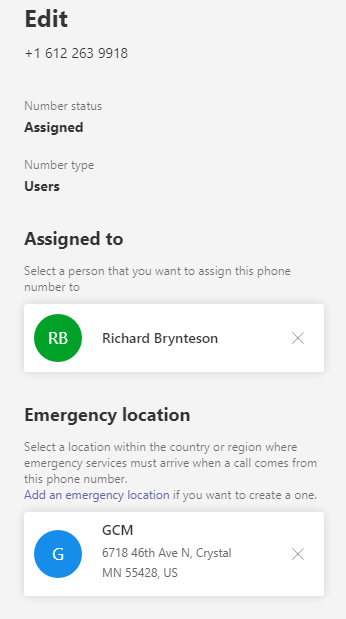 Edit
+1 612 263 9918
Number status
Assigned
Number type
Users
Assigned to
Select a person that you want to assign this phone
number to
RB
Richard Brynteson
Emergency location
Select a location within the country or region where
emergency services must arrive when a call comes from
this phone number.
Add an emergency location if you want to create a one.
GCM
G
6718 46th Ave N, Crystal
MN 55428, US